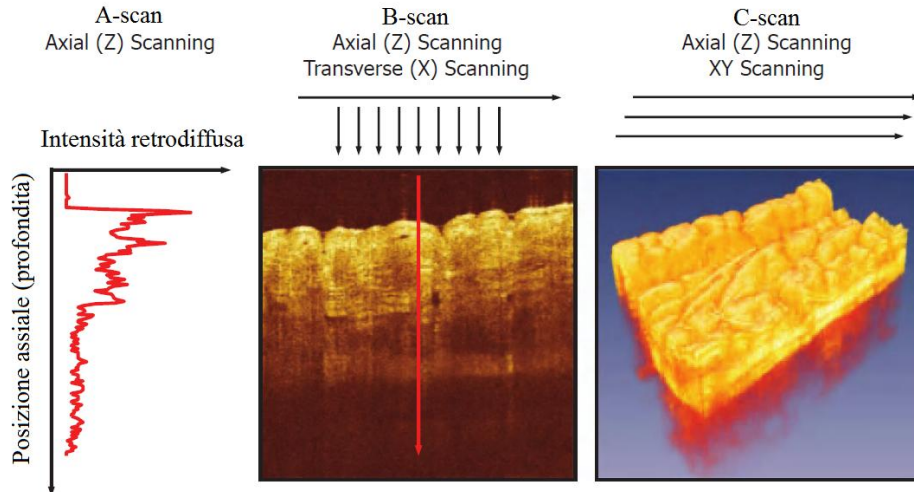 A-scan
Axial (Z) Scanning
B-scan
Axial (Z) Scanning
Transverse (X) Scanning
C-scan
Axial (Z) Scanning
XY Scanning
Intensità retrodiffusa
Posizione assiale (profondità)